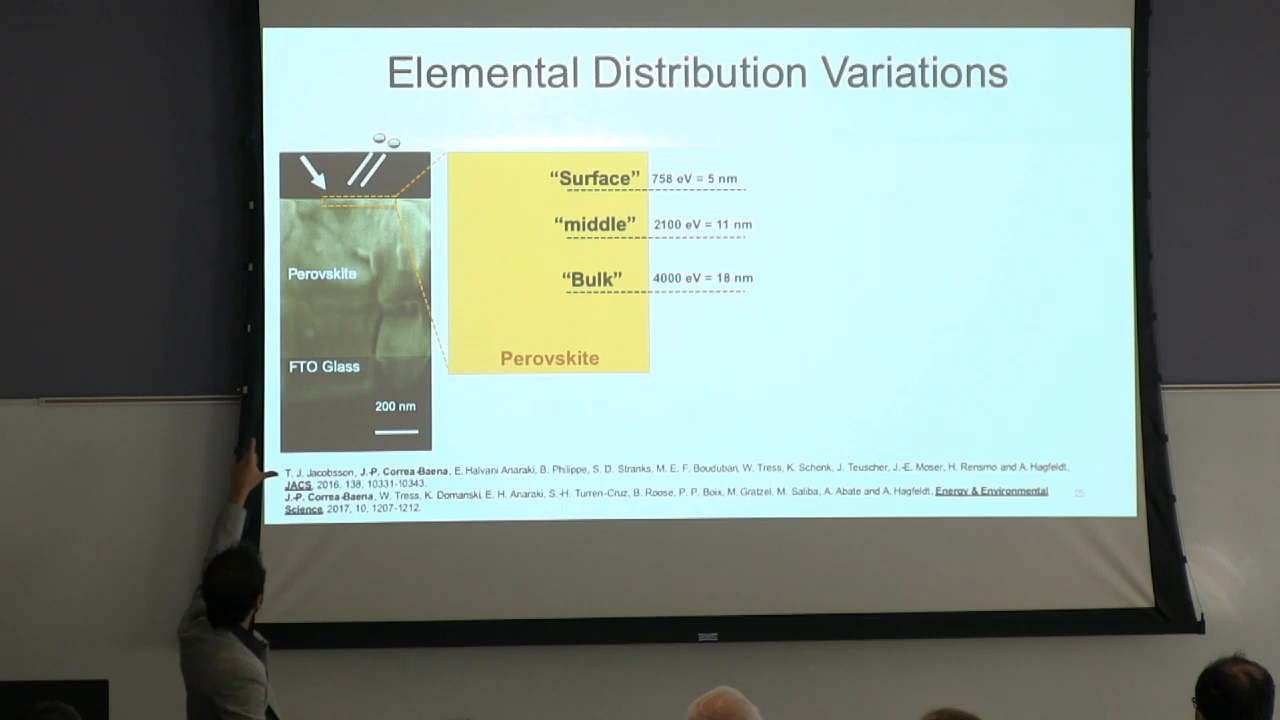 Elemental Distribution Variations
“Surface” 758 eV = 5 nm
“middle” 2100 eV = 11 nm
“Bulk” 4000 eV = 18 nm
Perovskite
Perovskite
FTO Glass
200 nm
T. J. Jacobsson, J.-P. Correa-Baena, E. Halvani Anaraki, B. Philippe, S. D. Stranks, M. E. F. Bouduban, W. Tress, K. Schenk, J. Teuscher, J.-E. Moser, H. Rensmo and A. Hagfeldt,
JACS, 2016, 138, 10331-10343.
J.-P. Correa-Baena, W. Tress, K. Domanski, E. H. Anaraki, S.-H. Turren-Cruz, B. Roose, P. P. Boix, M. Gratzel, M. Saliba, A. Abate and A. Hagfeldt, Energy & Environmental
Science, 2017, 10, 1207-1212.
25